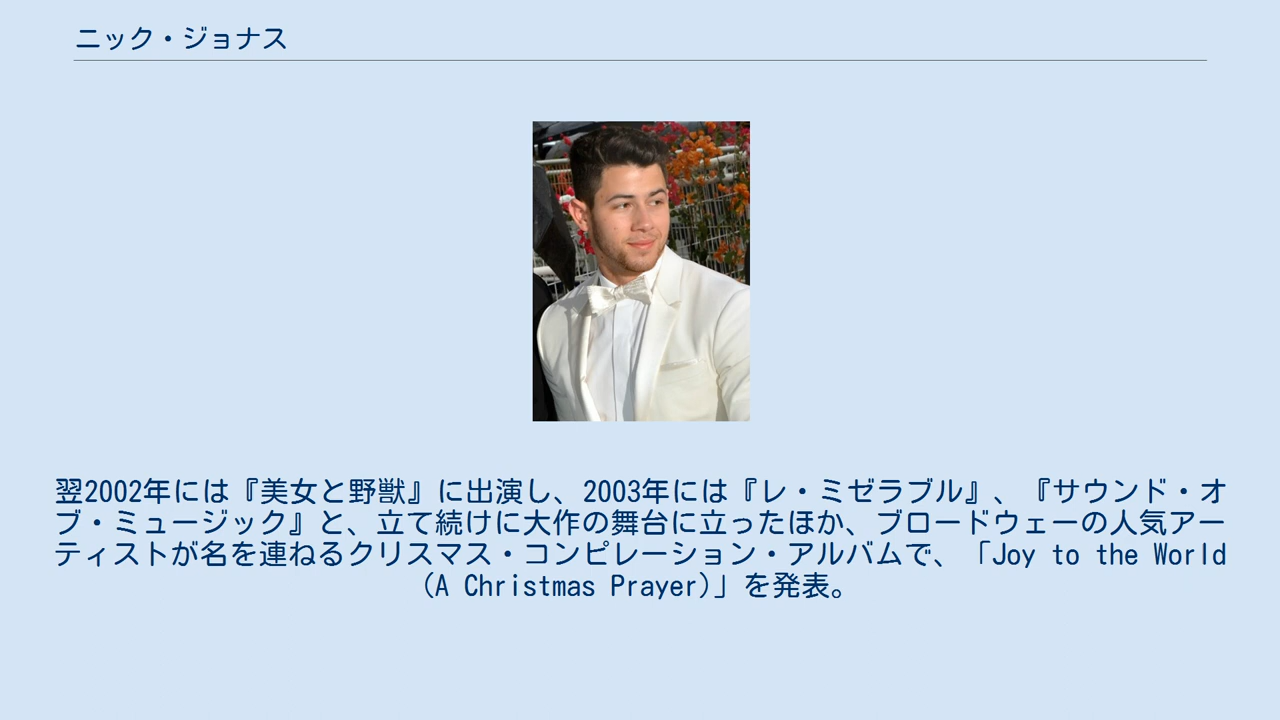 ニック・ジョナス
翌2002年には『美女と野獣』に出演し、2003年には『レ・ミゼラブル』、『サウンド・オ
ブ・ミュージック』と、立て続けに大作の舞台に立ったほか、ブロードウェーの人気アー
ティストが名を連ねるクリスマス・コンピレーション・アルバムで、「Joy to the World
(A Christmas Prayer)」を発表。